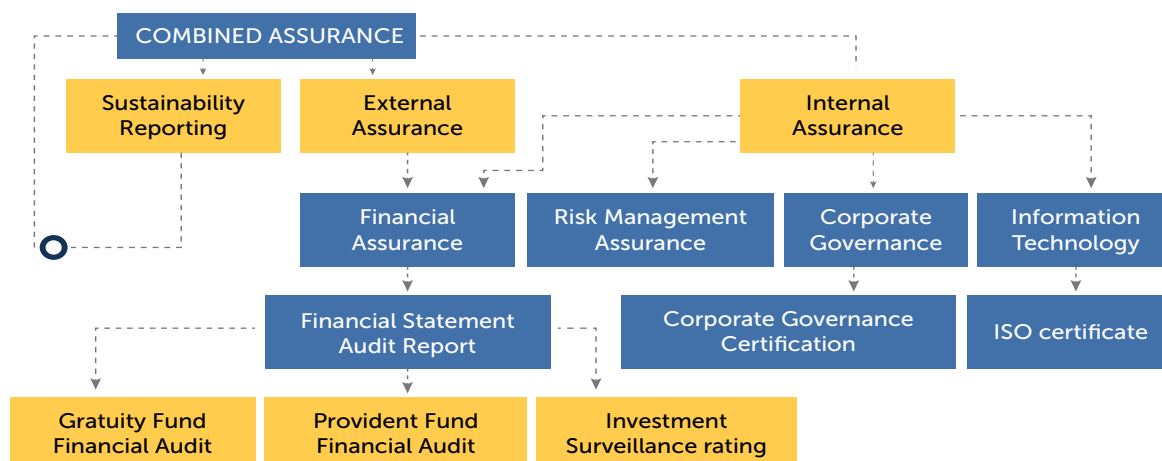 COMBINED ASSURANCE
Sustainability
Reporting
External
Assurance
Internal
Assurance
Financial
Assurance
Risk Management
Assurance
Corporate
Governance
Information
Technology
Financial Statement
Audit Report
Corporate Governance
Certification
ISO certificate
Gratuity Fund
Financial Audit
Provident Fund
Financial Audit
Investment
Surveillance rating